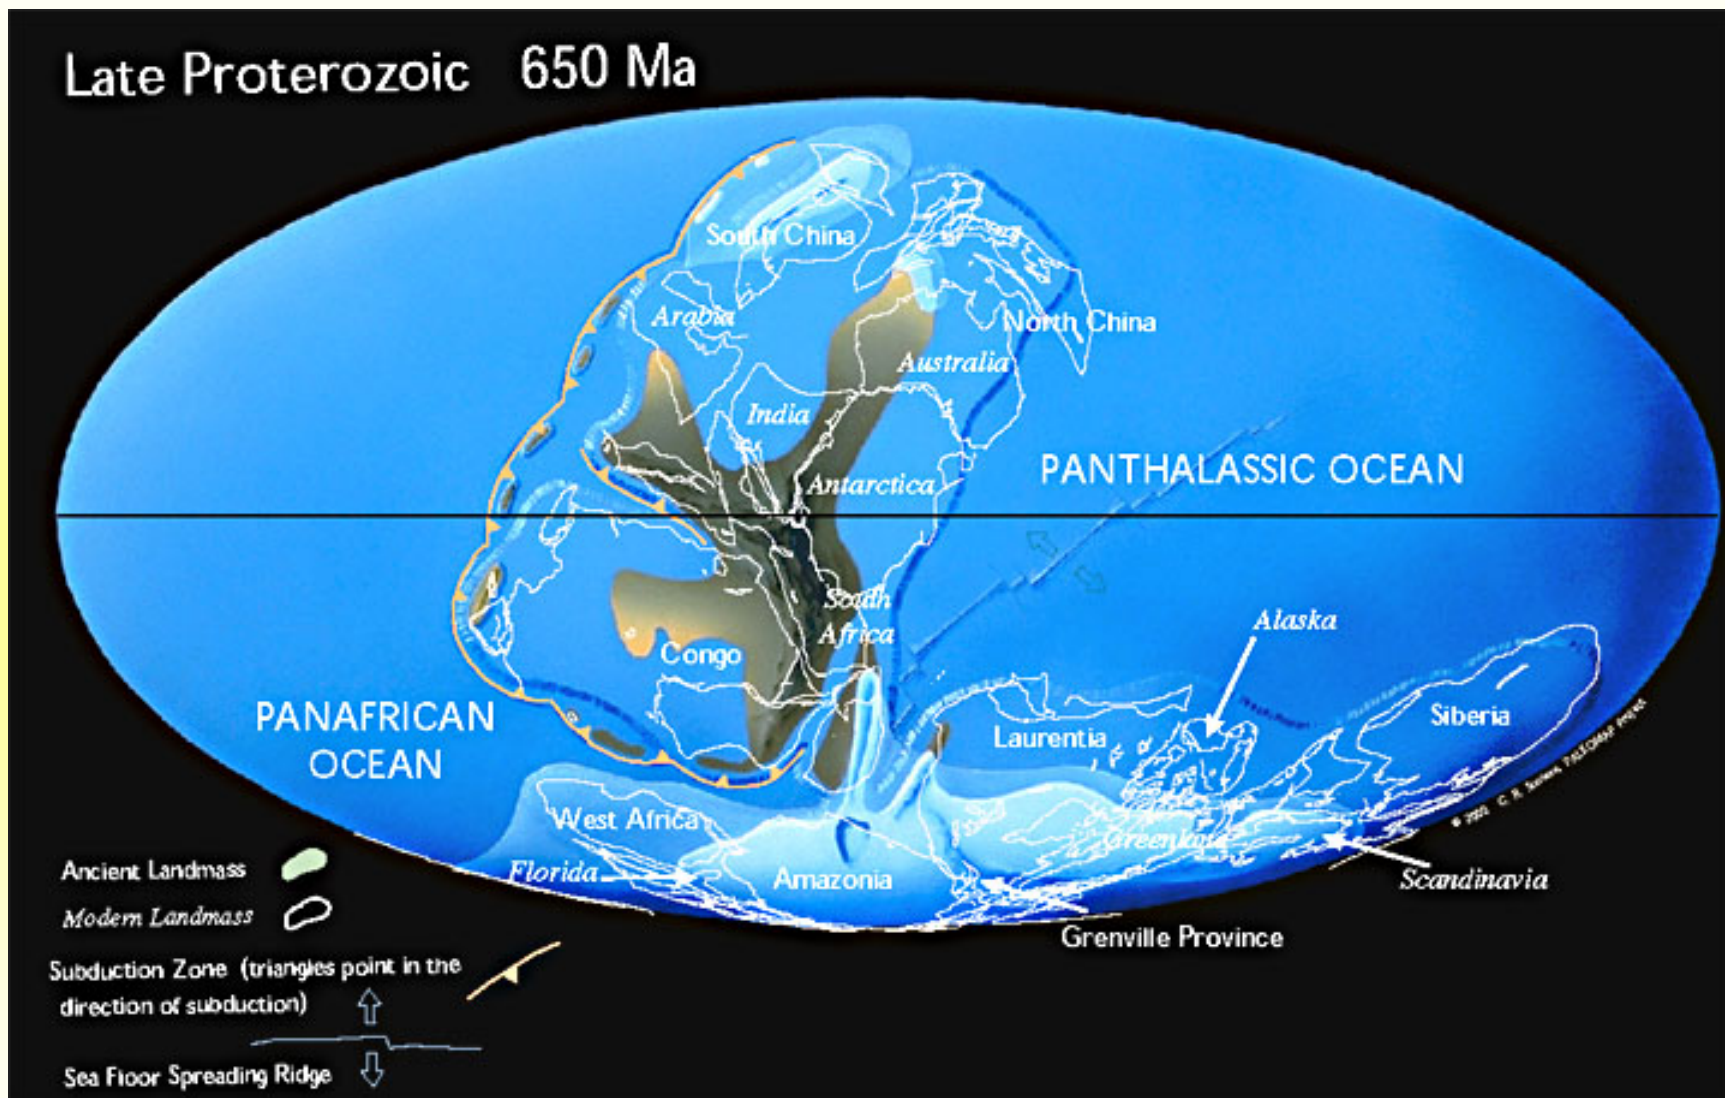 Late Proterozoic 650 Ma
South China
Arabia
North China
Australia
India
PANTHALASSIC OCEAN
Antarctica
South
Africa
Alaska
Congo
PANAFRICAN
OCEAN
Laurentia
Siberia
West Africa
Greenland
Florida
Amazonia
Scandinavia
Grenville Province
© C. R. PALEOMAP Project
Ancient Landmass
Modern Landmass
Subduction Zone (triangles point in the
direction of subduction)
Sea Floor Spreading Ridge